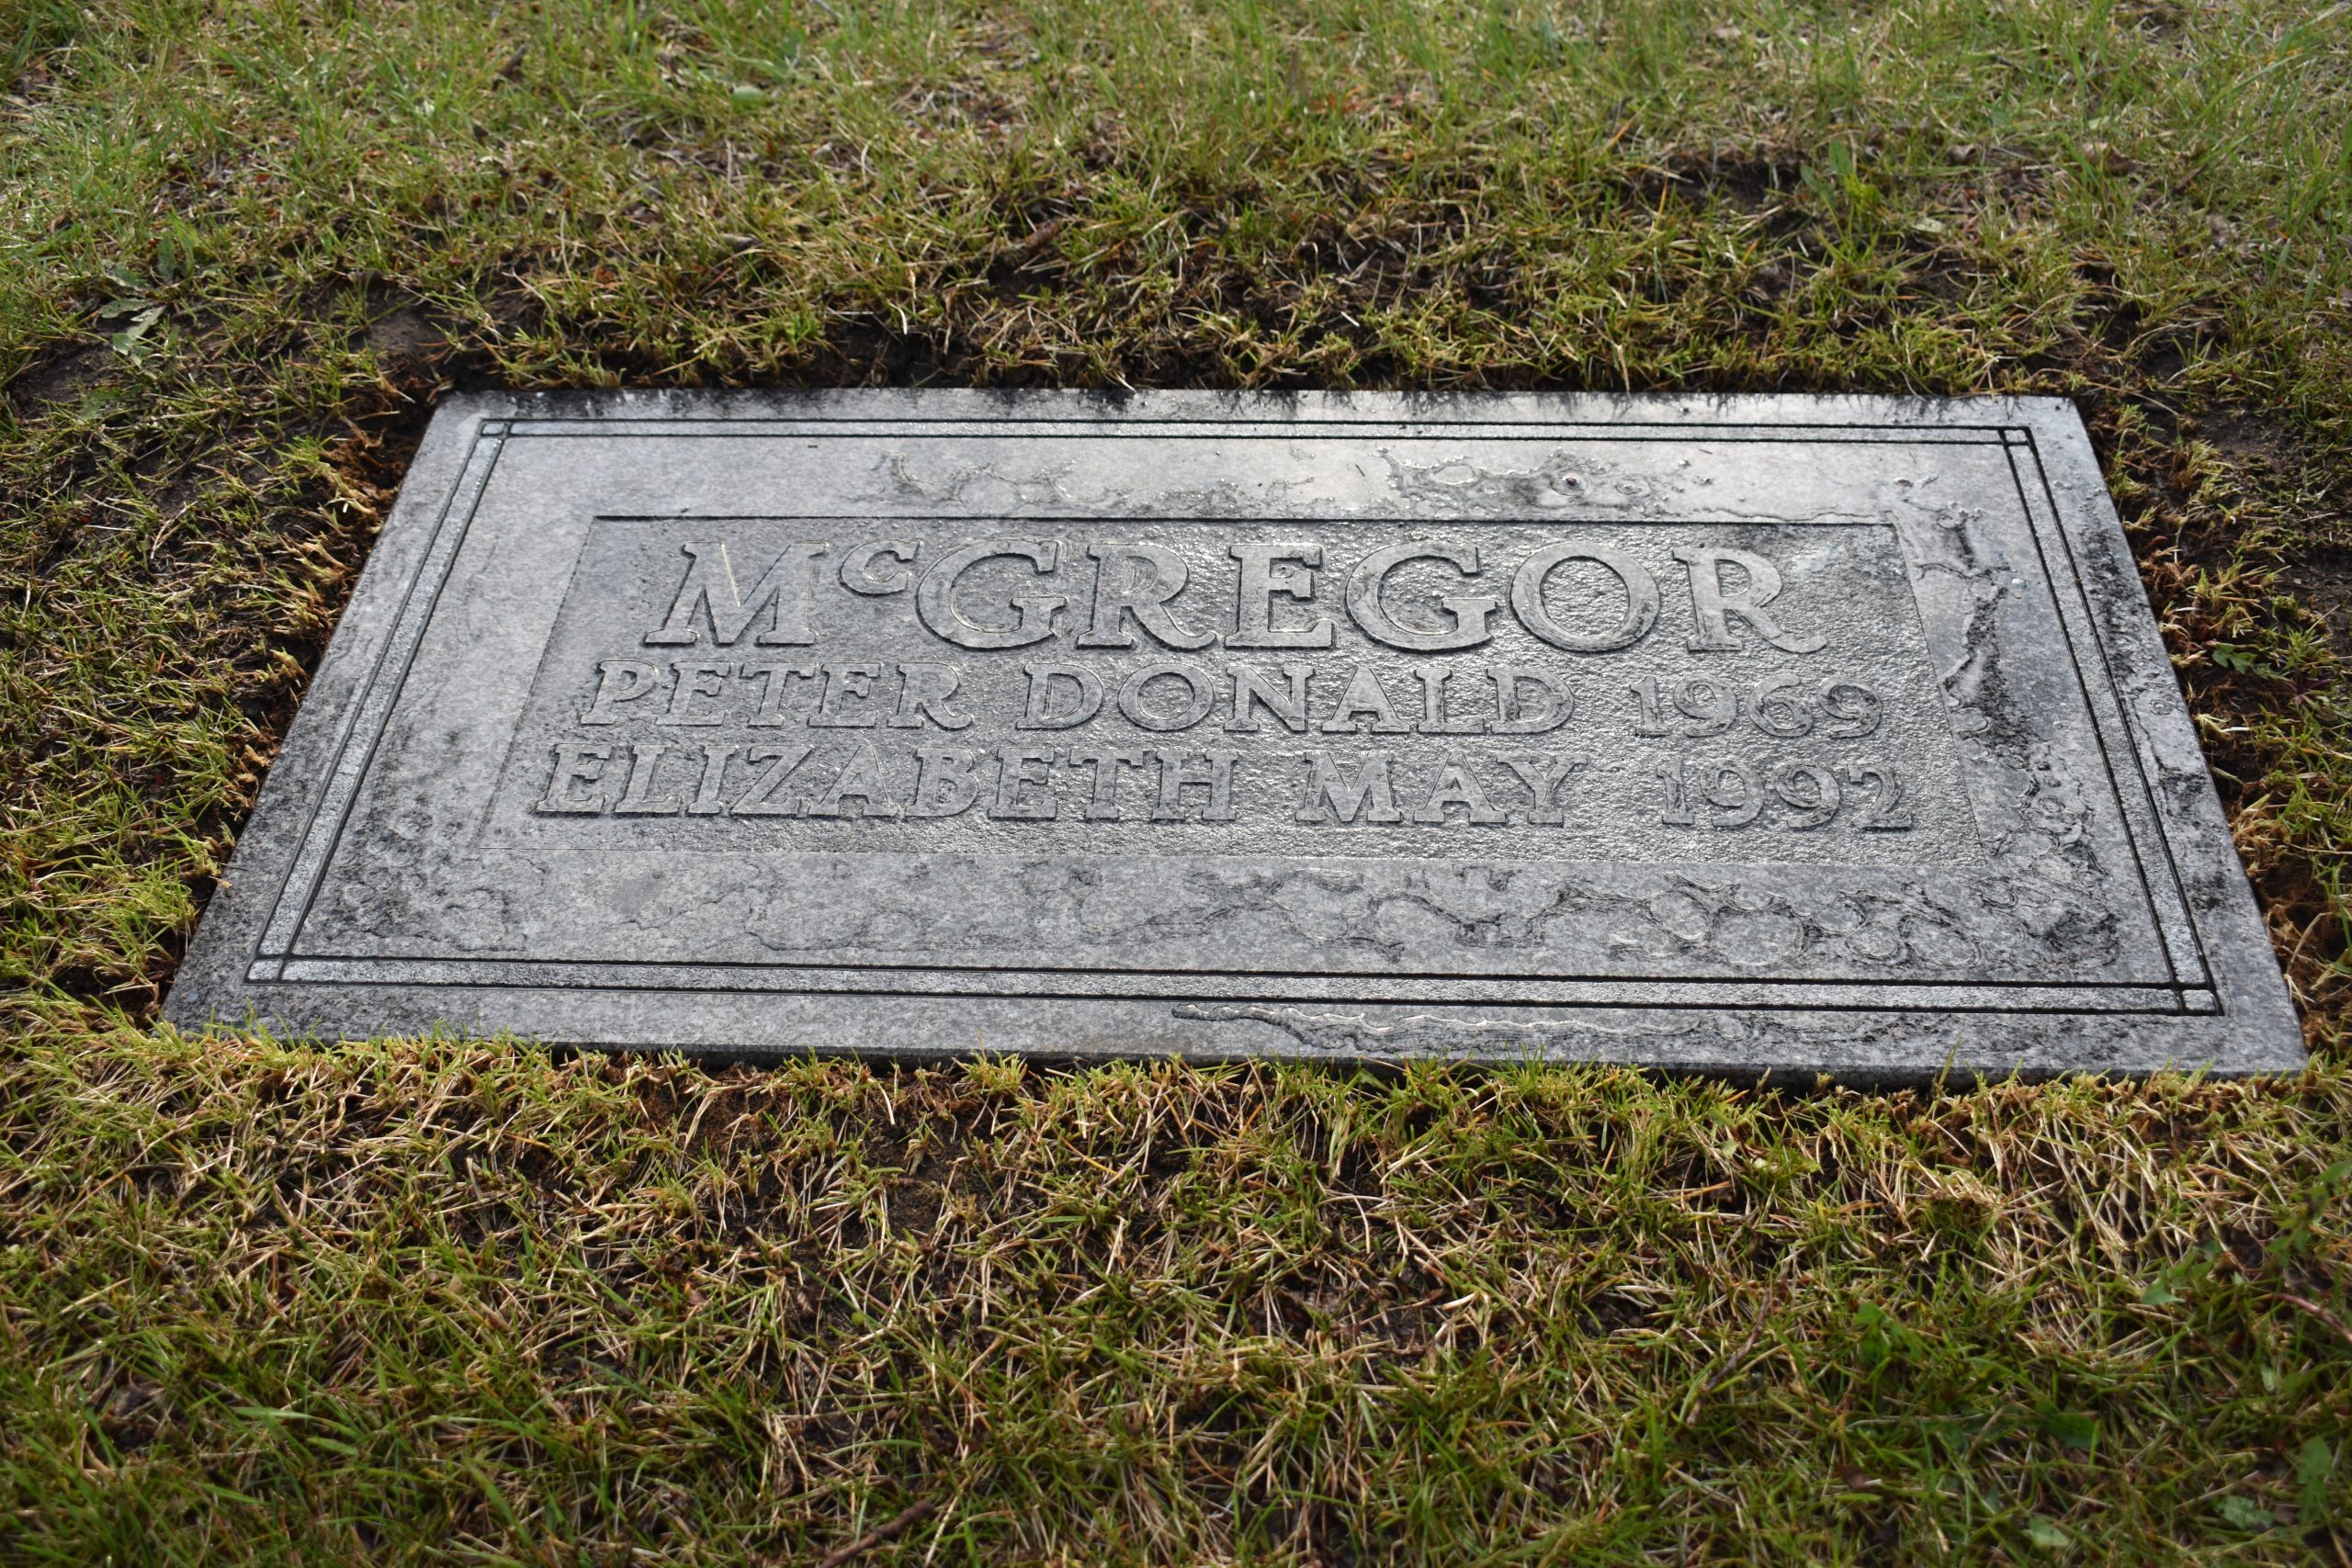 McGREGOR
PETER DONALD 1969
ELIZABETH MAY 1992